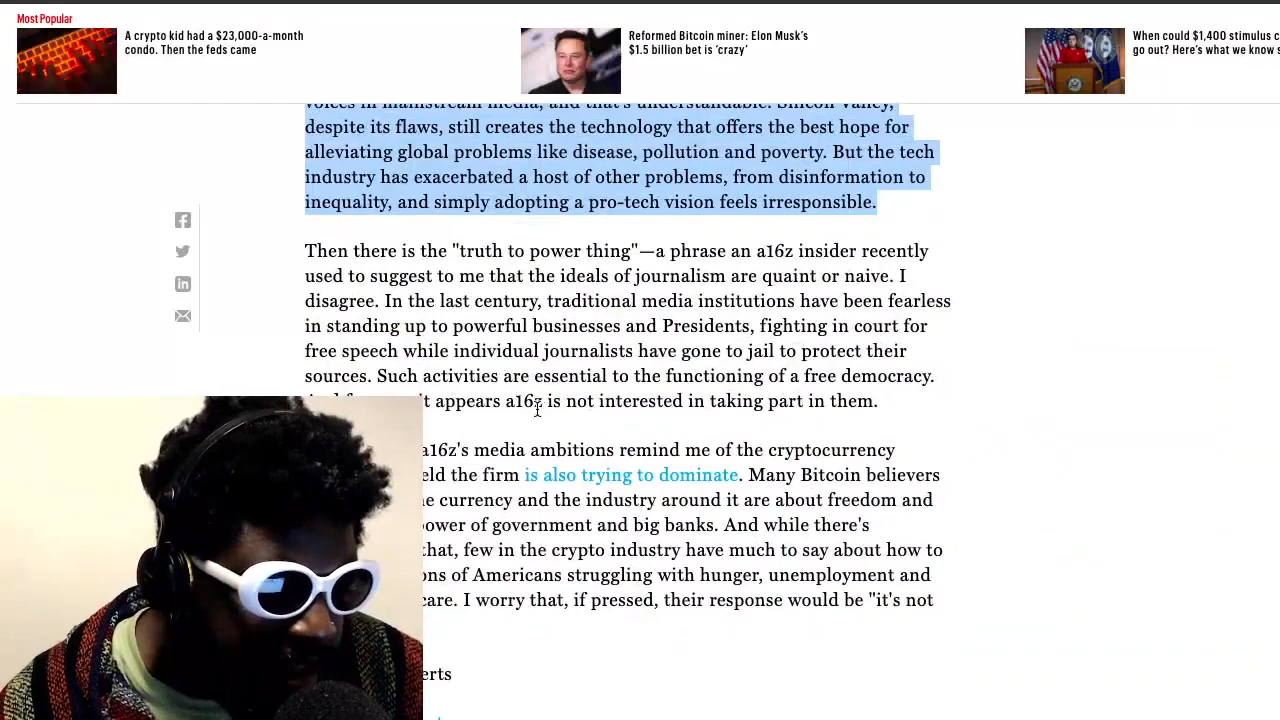 Most Popular
A crypto kid had a $23,000-a-month
condo. Then the feds came
Reformed Bitcoin miner: Elon Musk's
$1.5 billion bet is 'crazy'
When could $1,400 stimulus
go out? Here's what we know
voices in mainstream media, and that's understandable. Silicon Valley,
despite its flaws, still creates the technology that offers the best hope for
alleviating global problems like disease, pollution and poverty. But the tech
industry has exacerbated a host of other problems, from disinformation to
inequality, and simply adopting a pro-tech vision feels irresponsible.
Then there is the "truth to power thing"—a phrase an a16z insider recently
used to suggest to me that the ideals of journalism are quaint or naive. I
disagree. In the last century, traditional media institutions have been fearless
in standing up to powerful businesses and Presidents, fighting in court for
free speech while individual journalists have gone to jail to protect their
sources. Such activities are essential to the functioning of a free democracy.
it appears a16z is not interested in taking part in them.
a16z's media ambitions remind me of the cryptocurrency
the firm is also trying to dominate. Many Bitcoin believers
currency and the industry around it are about freedom and
of government and big banks. And while there's
that, few in the crypto industry have much to say about how to
of Americans struggling with hunger, unemployment and
care. I worry that, if pressed, their response would be "it's not
erts